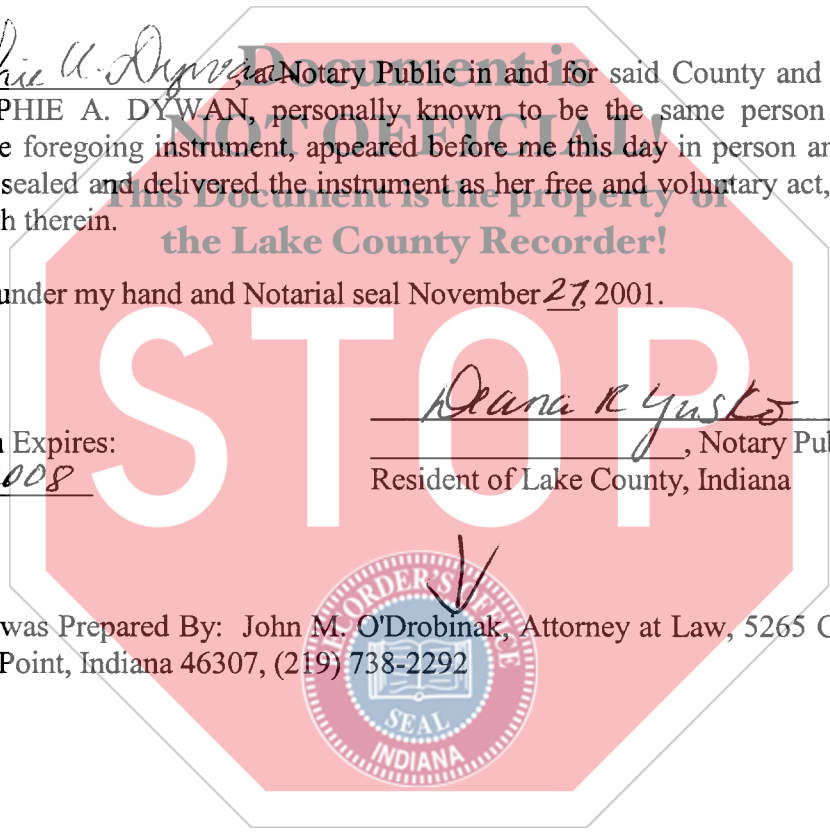 Document is
NOT OFFICIAL!
This Document is the property of
the Lake County Recorder!
STOP
, a Notary Public in and for said County and
PHIE A. DYWAN, personally known to be the same person
e foregoing instrument, appeared before me this day in person an
sealed and delivered the instrument as her free and voluntary act,
h therein.
under my hand and Notarial seal November 27, 2001.
Deana R Yusko
n Expires:
, Notary Pub
008
Resident of Lake County, Indiana
was Prepared By: John M. O'Drobinak, Attorney at Law, 5265 C
Point, Indiana 46307, (219) 738-2292
CORDER'S OFFICE
SEAL
INDIANA